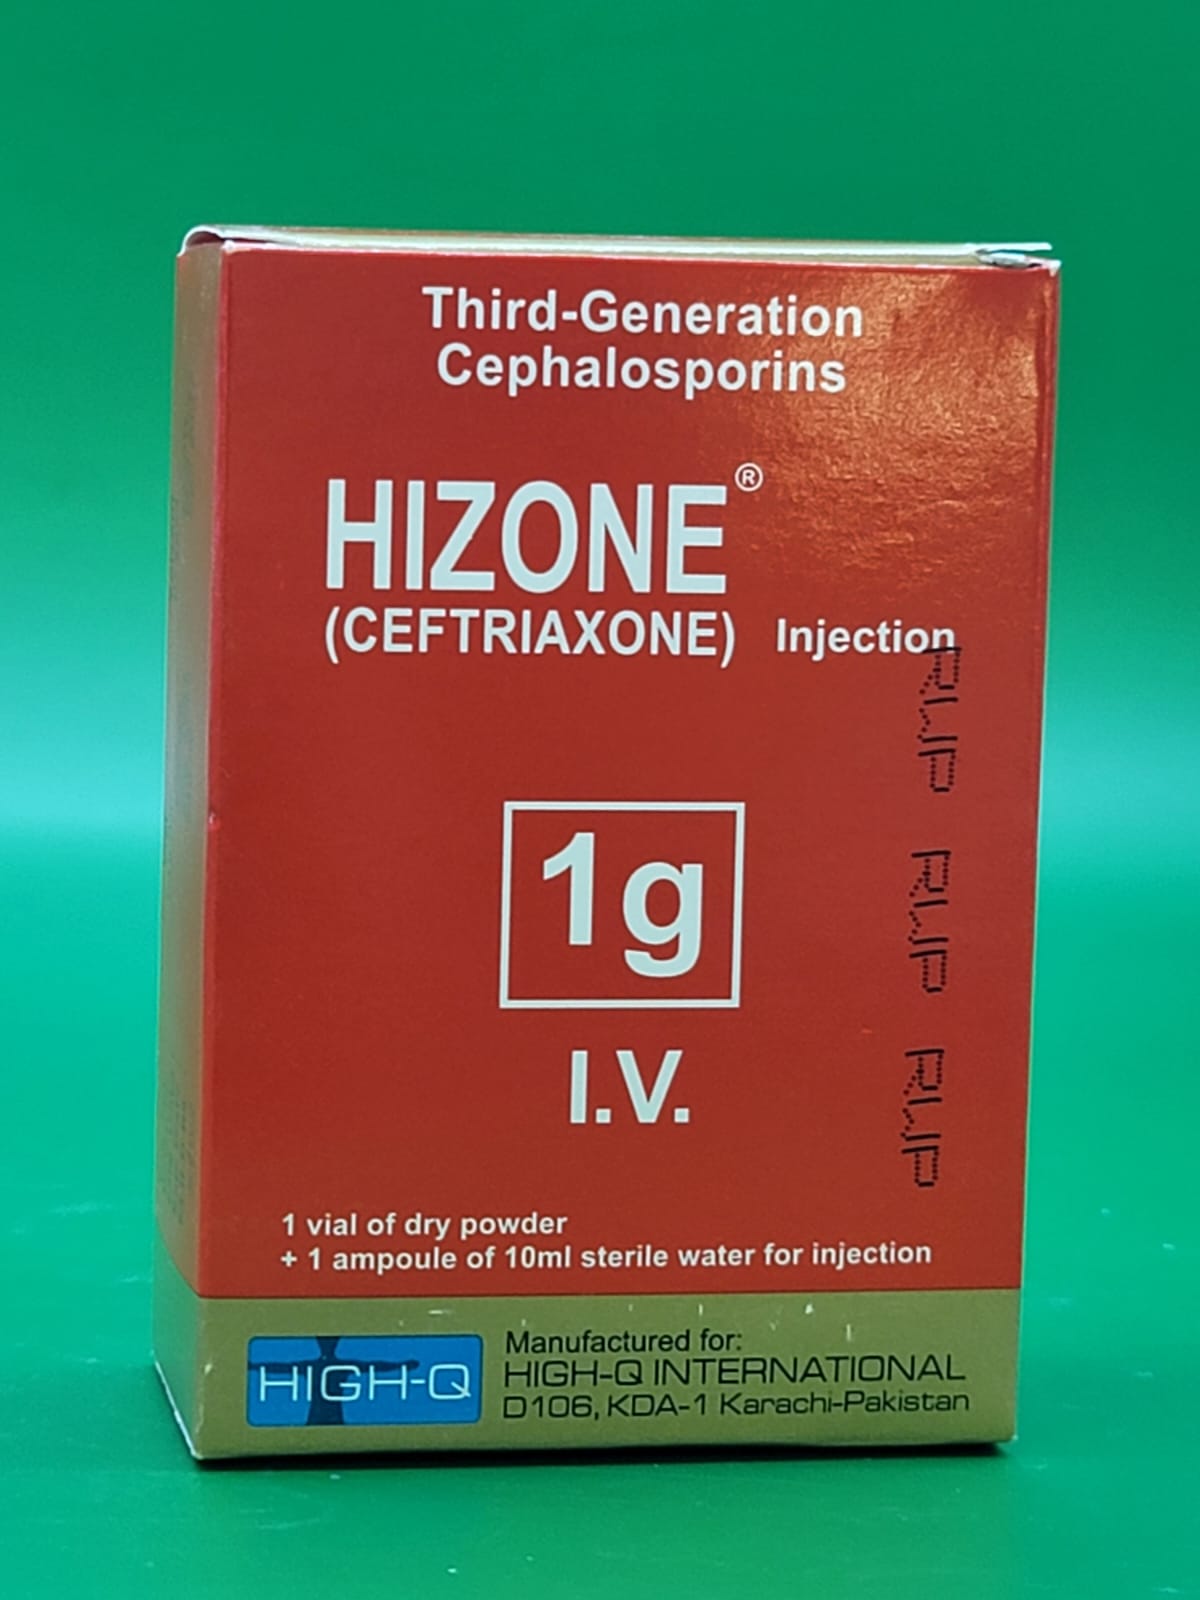 Third-Generation
Cephalosporins
HIZONE®
(CEFTRIAXONE) Injection
1g
I.V.
1 vial of dry powder
+ 1 ampoule of 10ml sterile water for injection
HIGH-Q
Manufactured for:
HIGH-Q INTERNATIONAL
D106, KDA-1 Karachi-Pakistan